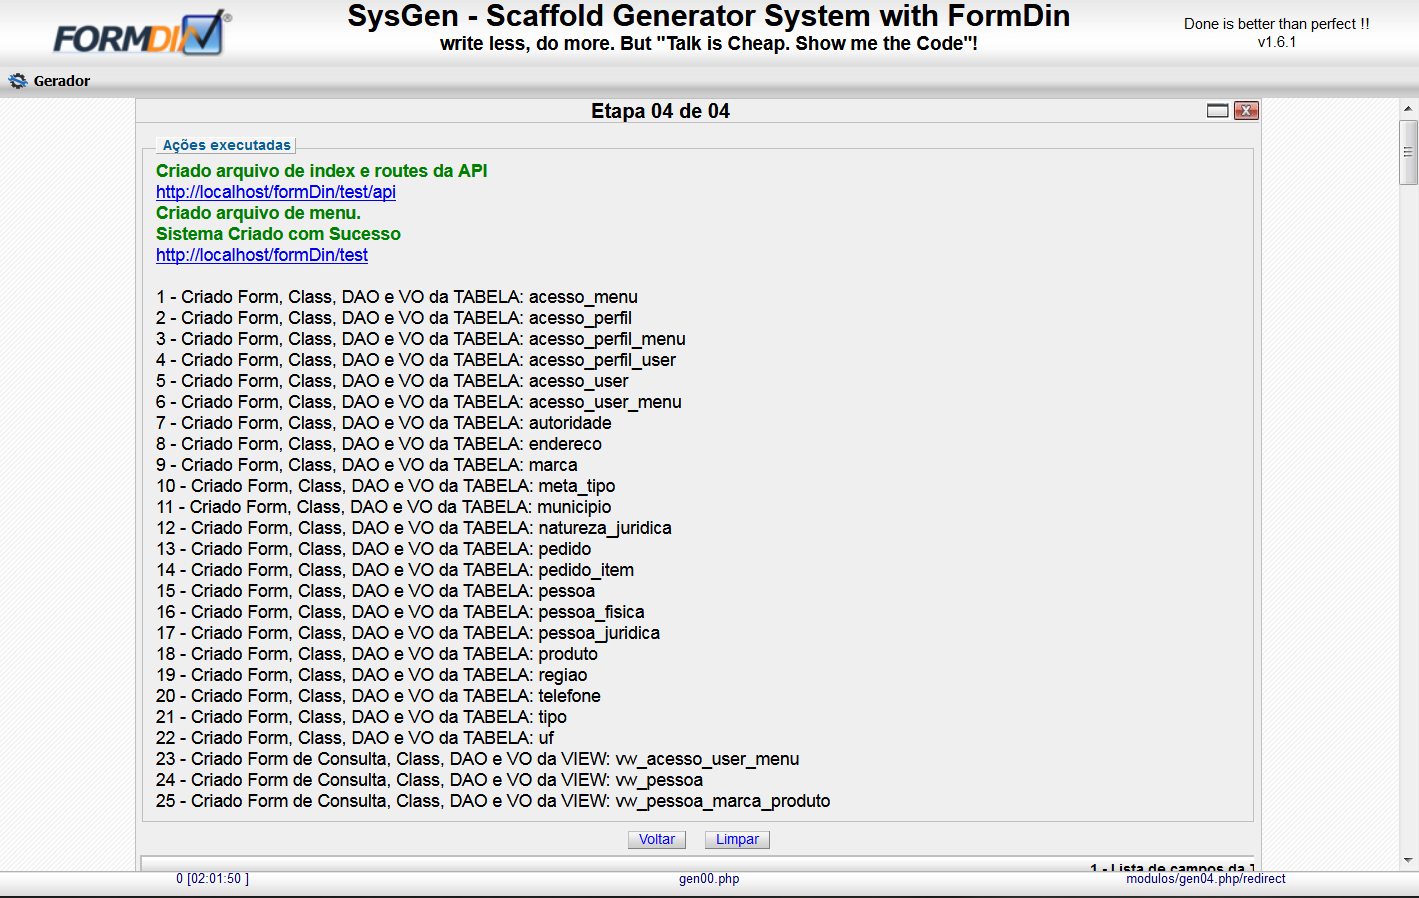 FORMDIN®
SysGen - Scaffold Generator System with FormDin
write less, do more. But "Talk is Cheap. Show me the Code"!
Done is better than perfect !!
v1.6.1
Gerador
Etapa 04 de 04
Ações executadas
Criado arquivo de index e routes da API
http://localhost/formDin/test/api
Criado arquivo de menu.
Sistema Criado com Sucesso
http://localhost/formDin/test
1 - Criado Form, Class, DAO e VO da TABELA: acesso_menu
2 - Criado Form, Class, DAO e VO da TABELA: acesso_perfil
3 - Criado Form, Class, DAO e VO da TABELA: acesso_perfil_menu
4 - Criado Form, Class, DAO e VO da TABELA: acesso_perfil_user
5 - Criado Form, Class, DAO e VO da TABELA: acesso_user
6 - Criado Form, Class, DAO e VO da TABELA: acesso_user_menu
7 - Criado Form, Class, DAO e VO da TABELA: autoridade
8 - Criado Form, Class, DAO e VO da TABELA: endereco
9 - Criado Form, Class, DAO e VO da TABELA: marca
10 - Criado Form, Class, DAO e VO da TABELA: meta_tipo
11 - Criado Form, Class, DAO e VO da TABELA: municipio
12 - Criado Form, Class, DAO e VO da TABELA: natureza_juridica
13 - Criado Form, Class, DAO e VO da TABELA: pedido
14 - Criado Form, Class, DAO e VO da TABELA: pedido_item
15 - Criado Form, Class, DAO e VO da TABELA: pessoa
16 - Criado Form, Class, DAO e VO da TABELA: pessoa_fisica
17 - Criado Form, Class, DAO e VO da TABELA: pessoa_juridica
18 - Criado Form, Class, DAO e VO da TABELA: produto
19 - Criado Form, Class, DAO e VO da TABELA: regiao
20 - Criado Form, Class, DAO e VO da TABELA: telefone
21 - Criado Form, Class, DAO e VO da TABELA: tipo
22 - Criado Form, Class, DAO e VO da TABELA: uf
23 - Criado Form de Consulta, Class, DAO e VO da VIEW: vw_acesso_user_menu
24 - Criado Form de Consulta, Class, DAO e VO da VIEW: vw_pessoa
25 - Criado Form de Consulta, Class, DAO e VO da VIEW: vw_pessoa_marca_produto
Voltar Limpar
1 - Lista de campos da
0 [02:01:50 ]
gen00.php
modulos/gen04.php/redirect